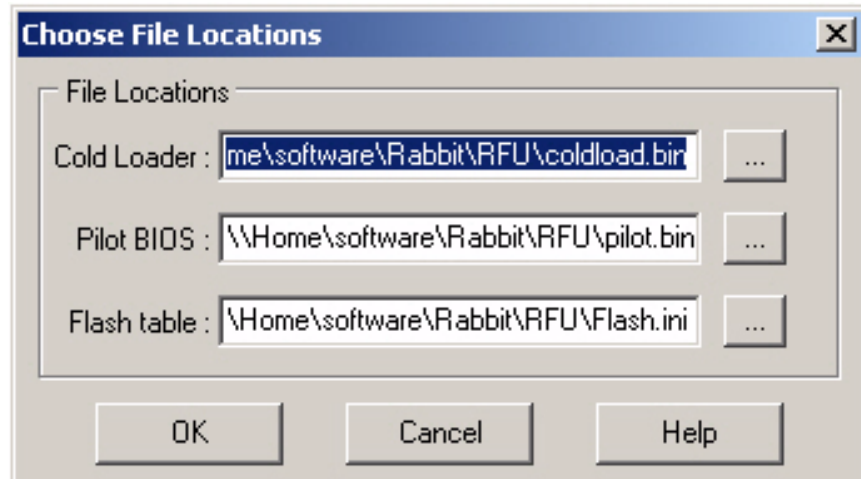 Choose File Locations
File Locations
Cold Loader : me\software\Rabbit\RFU\coldload.bin ...
Pilot BIOS : \\Home\software\Rabbit\RFU\pilot.bin ...
Flash table : \Home\software\Rabbit\RFU\Flash.ini ...
OK Cancel Help